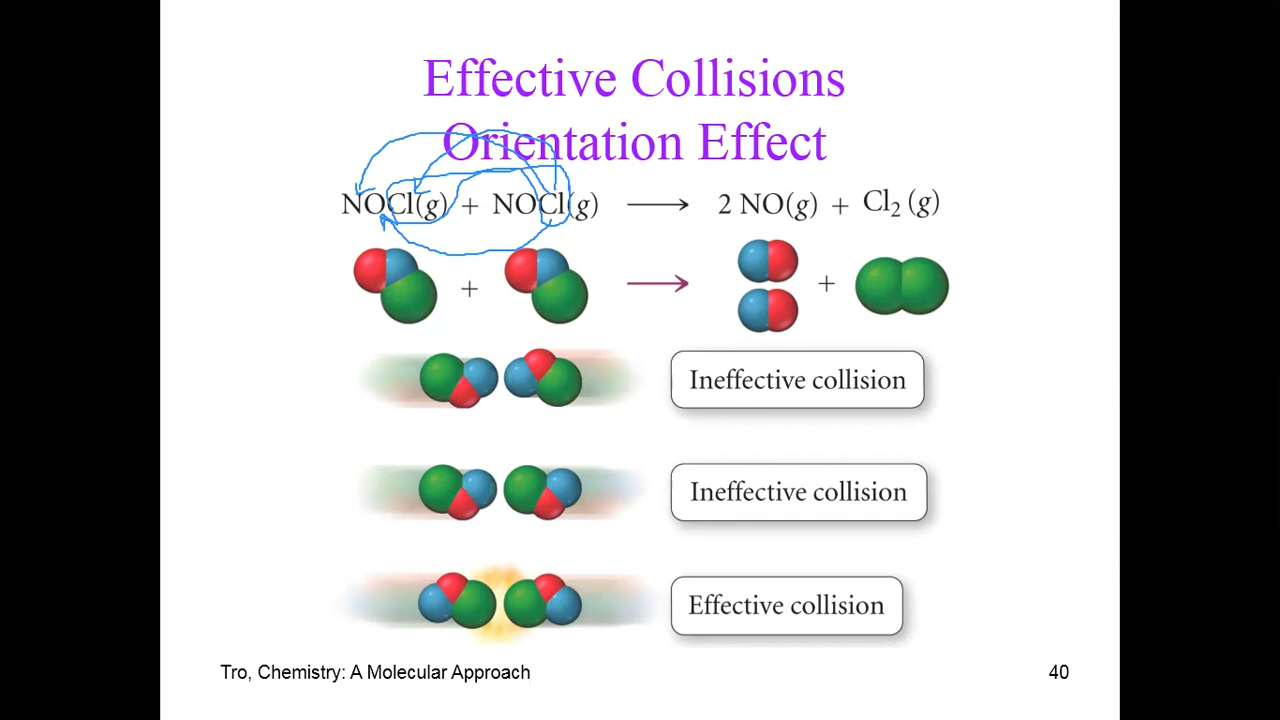 Effective Collisions
Orientation Effect
NOCl(g) + NOCl(g) ⟶ 2 NO(g) + Cl₂ (g)
+ ⟶ +
Ineffective collision
Ineffective collision
Effective collision
Tro, Chemistry: A Molecular Approach 40